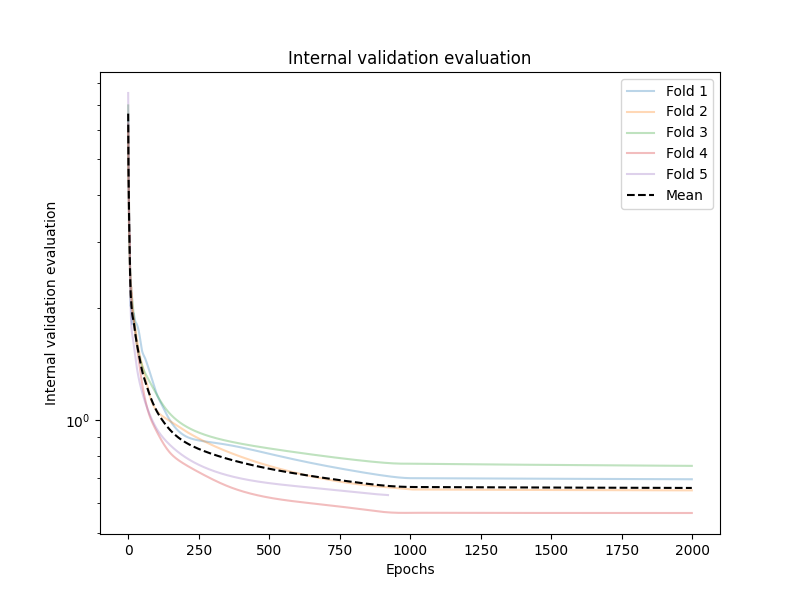 Internal validation evaluation
Internal validation evaluation
10⁰
Fold 1
Fold 2
Fold 3
Fold 4
Fold 5
Mean
0 250 500 750 1000 1250 1500 1750 2000
Epochs